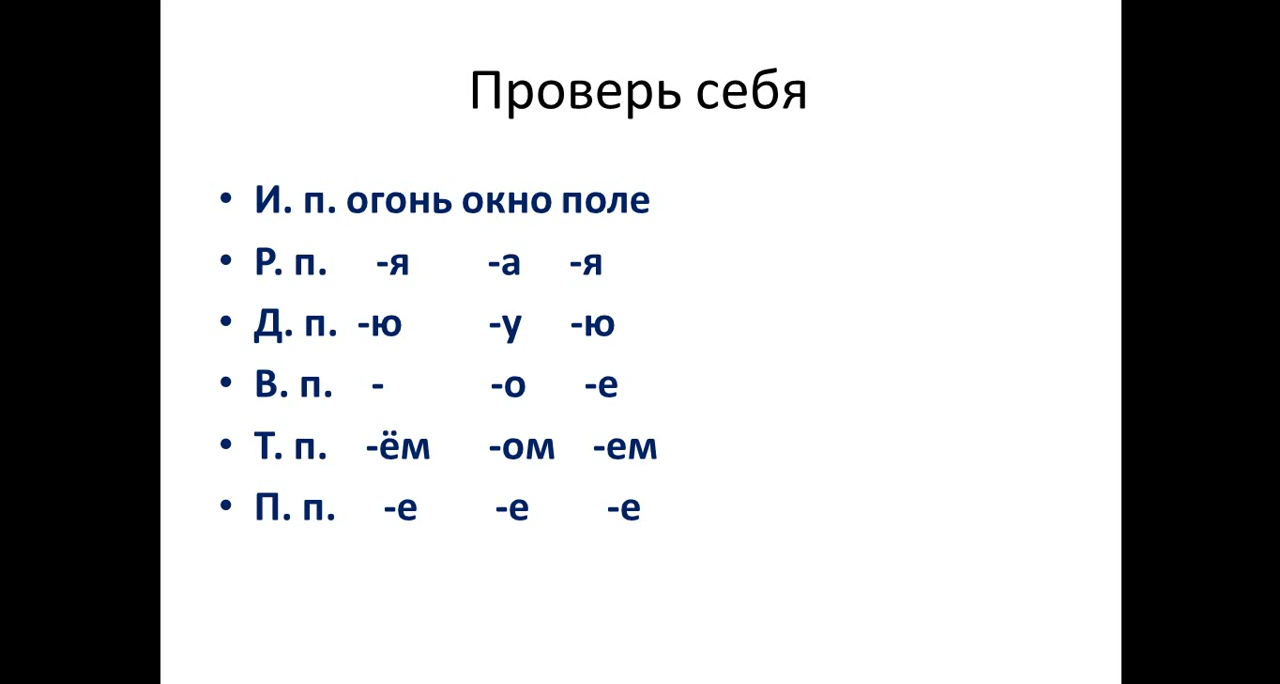 Проверь себя
• И. п. огонь окно поле
• Р. п. -я -а -я
• Д. п. -ю -у -ю
• В. п. - -о -е
• Т. п. -ём -ом -ем
• П. п. -е -е -е